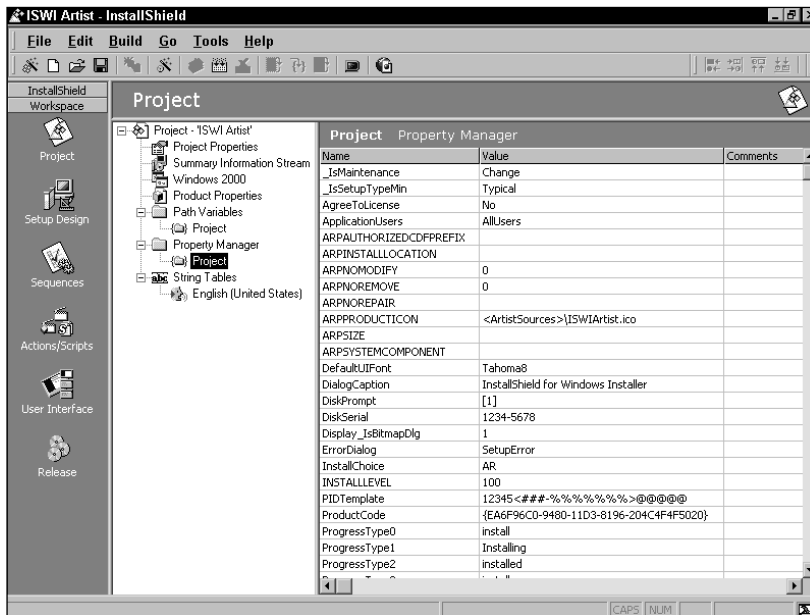 ISWI Artist - InstallShield
File Edit Build Go Tools Help
InstallShield
Workspace
Project
Setup Design
Sequences
Actions/Scripts
User Interface
Release
Project
Project - 'ISWI Artist'
Project Properties
Summary Information Stream
Windows 2000
Product Properties
Path Variables
Project
Property Manager
Project
String Tables
English (United States)
Project Property Manager
Name Value Comments
_IsMaintenance Change
_IsSetupTypeMin Typical
AgreeToLicense No
ApplicationUsers AllUsers
ARPAUTHORIZEDCDFPREFIX
ARPINSTALLLOCATION
ARPNOMODIFY 0
ARPNOREMOVE 0
ARPNOREPAIR
ARPPRODUCTICON <ArtistSources>\ISWIArtist.ico
ARPSIZE
ARPSYSTEMCOMPONENT
DefaultUIFont Tahoma8
DialogCaption InstallShield for Windows Installer
DiskPrompt [1]
DiskSerial 1234-5678
Display_IsBitmapDlg 1
ErrorDialog SetupError
InstallChoice AR
INSTALLLEVEL 100
PIDTemplate 12345<###-%%%%%%%>@@@@@
ProductCode {EA6F96C0-9480-11D3-8196-204C4F4F5020}
ProgressType0 install
ProgressType1 Installing
ProgressType2 installed
CAPS NUM